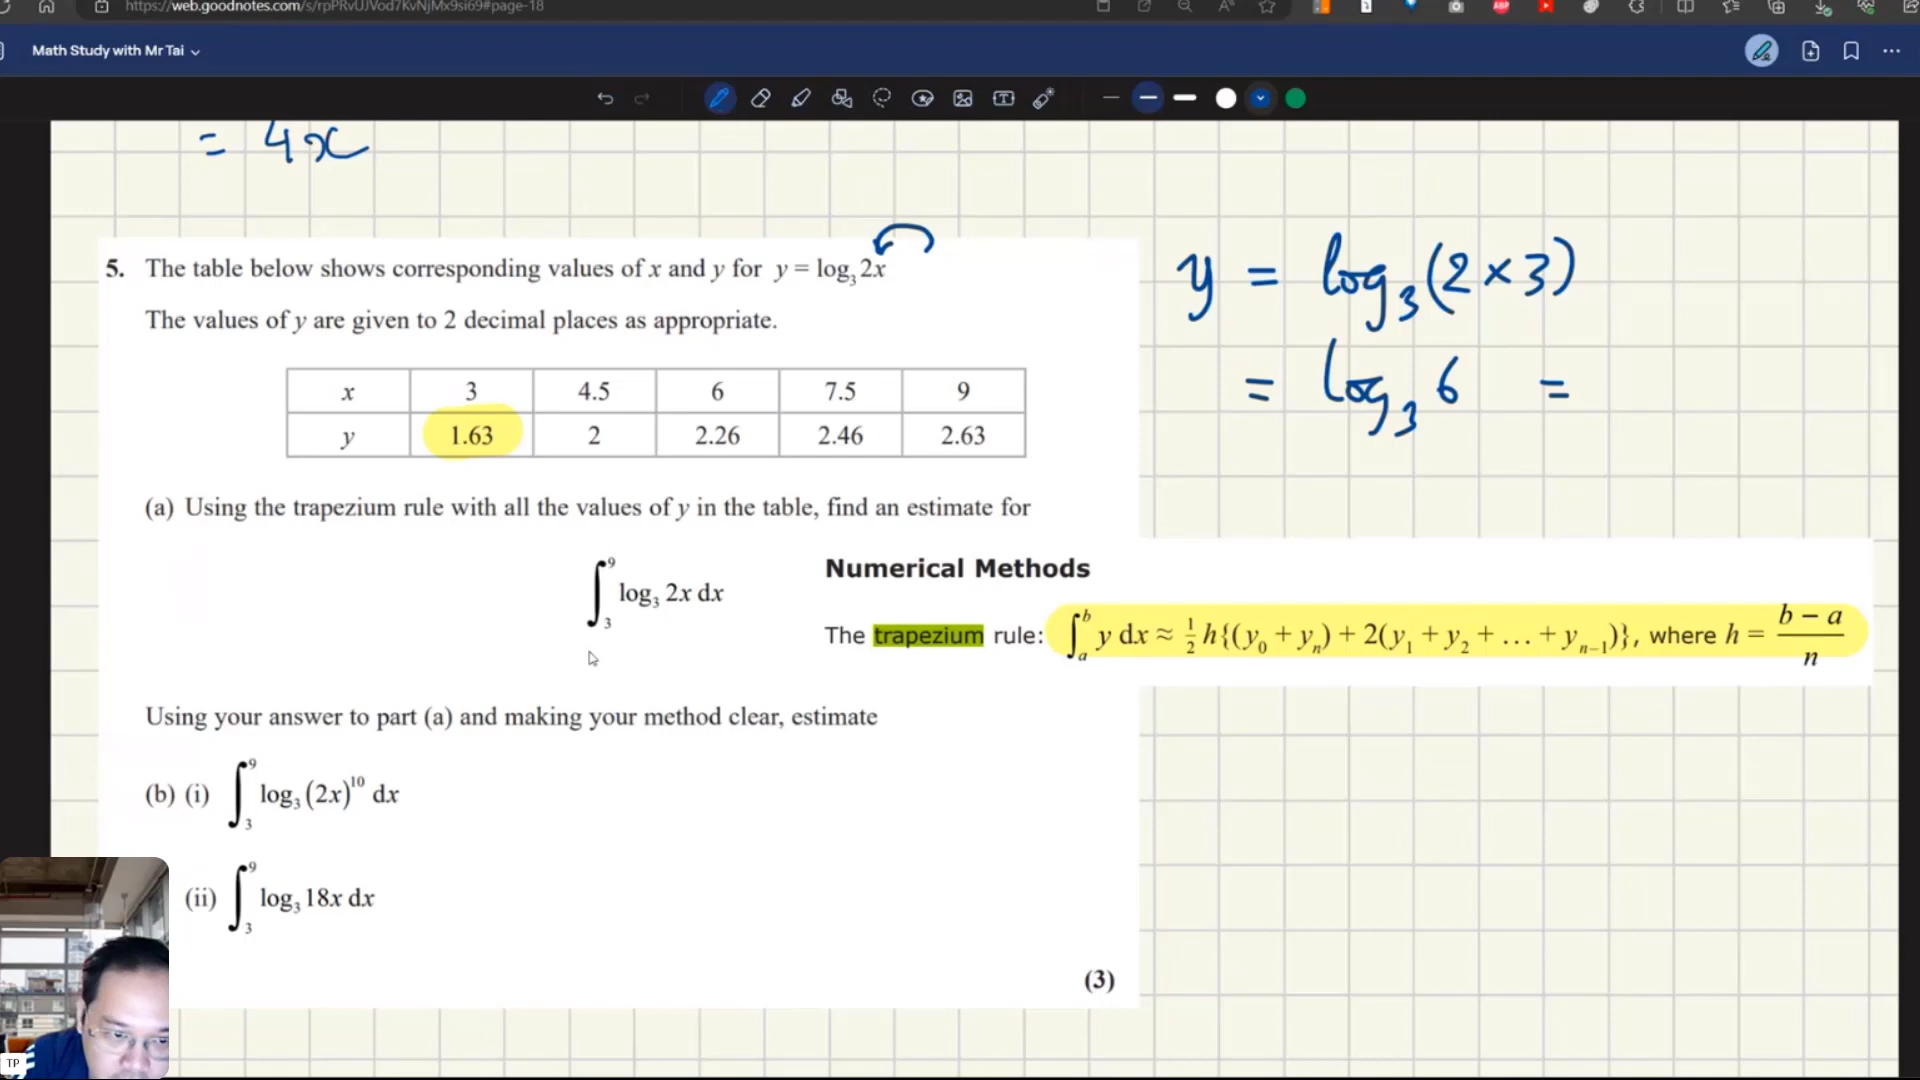 https://web.goodnotes.com/s/rpPRvUJVod7KvNjMx9si69#page-18
Math Study with Mr Tai
= 4x
5. The table below shows corresponding values of x and y for y = log₃ 2x
The values of y are given to 2 decimal places as appropriate.
x 3 4.5 6 7.5 9
y 1.63 2 2.26 2.46 2.63
y = log₃(2×3)
= log₃ 6 =
(a) Using the trapezium rule with all the values of y in the table, find an estimate for
∫₃⁹ log₃ 2x dx
Numerical Methods
The trapezium rule: ∫ₐᵇ y dx ≈ ½ h{(y₀ + yₙ) + 2(y₁ + y₂ + ... + yₙ₋₁)}, where h = (b − a)/n
Using your answer to part (a) and making your method clear, estimate
(b) (i) ∫₃⁹ log₃ (2x)¹⁰ dx
(ii) ∫₃⁹ log₃ 18x dx
(3)
TP